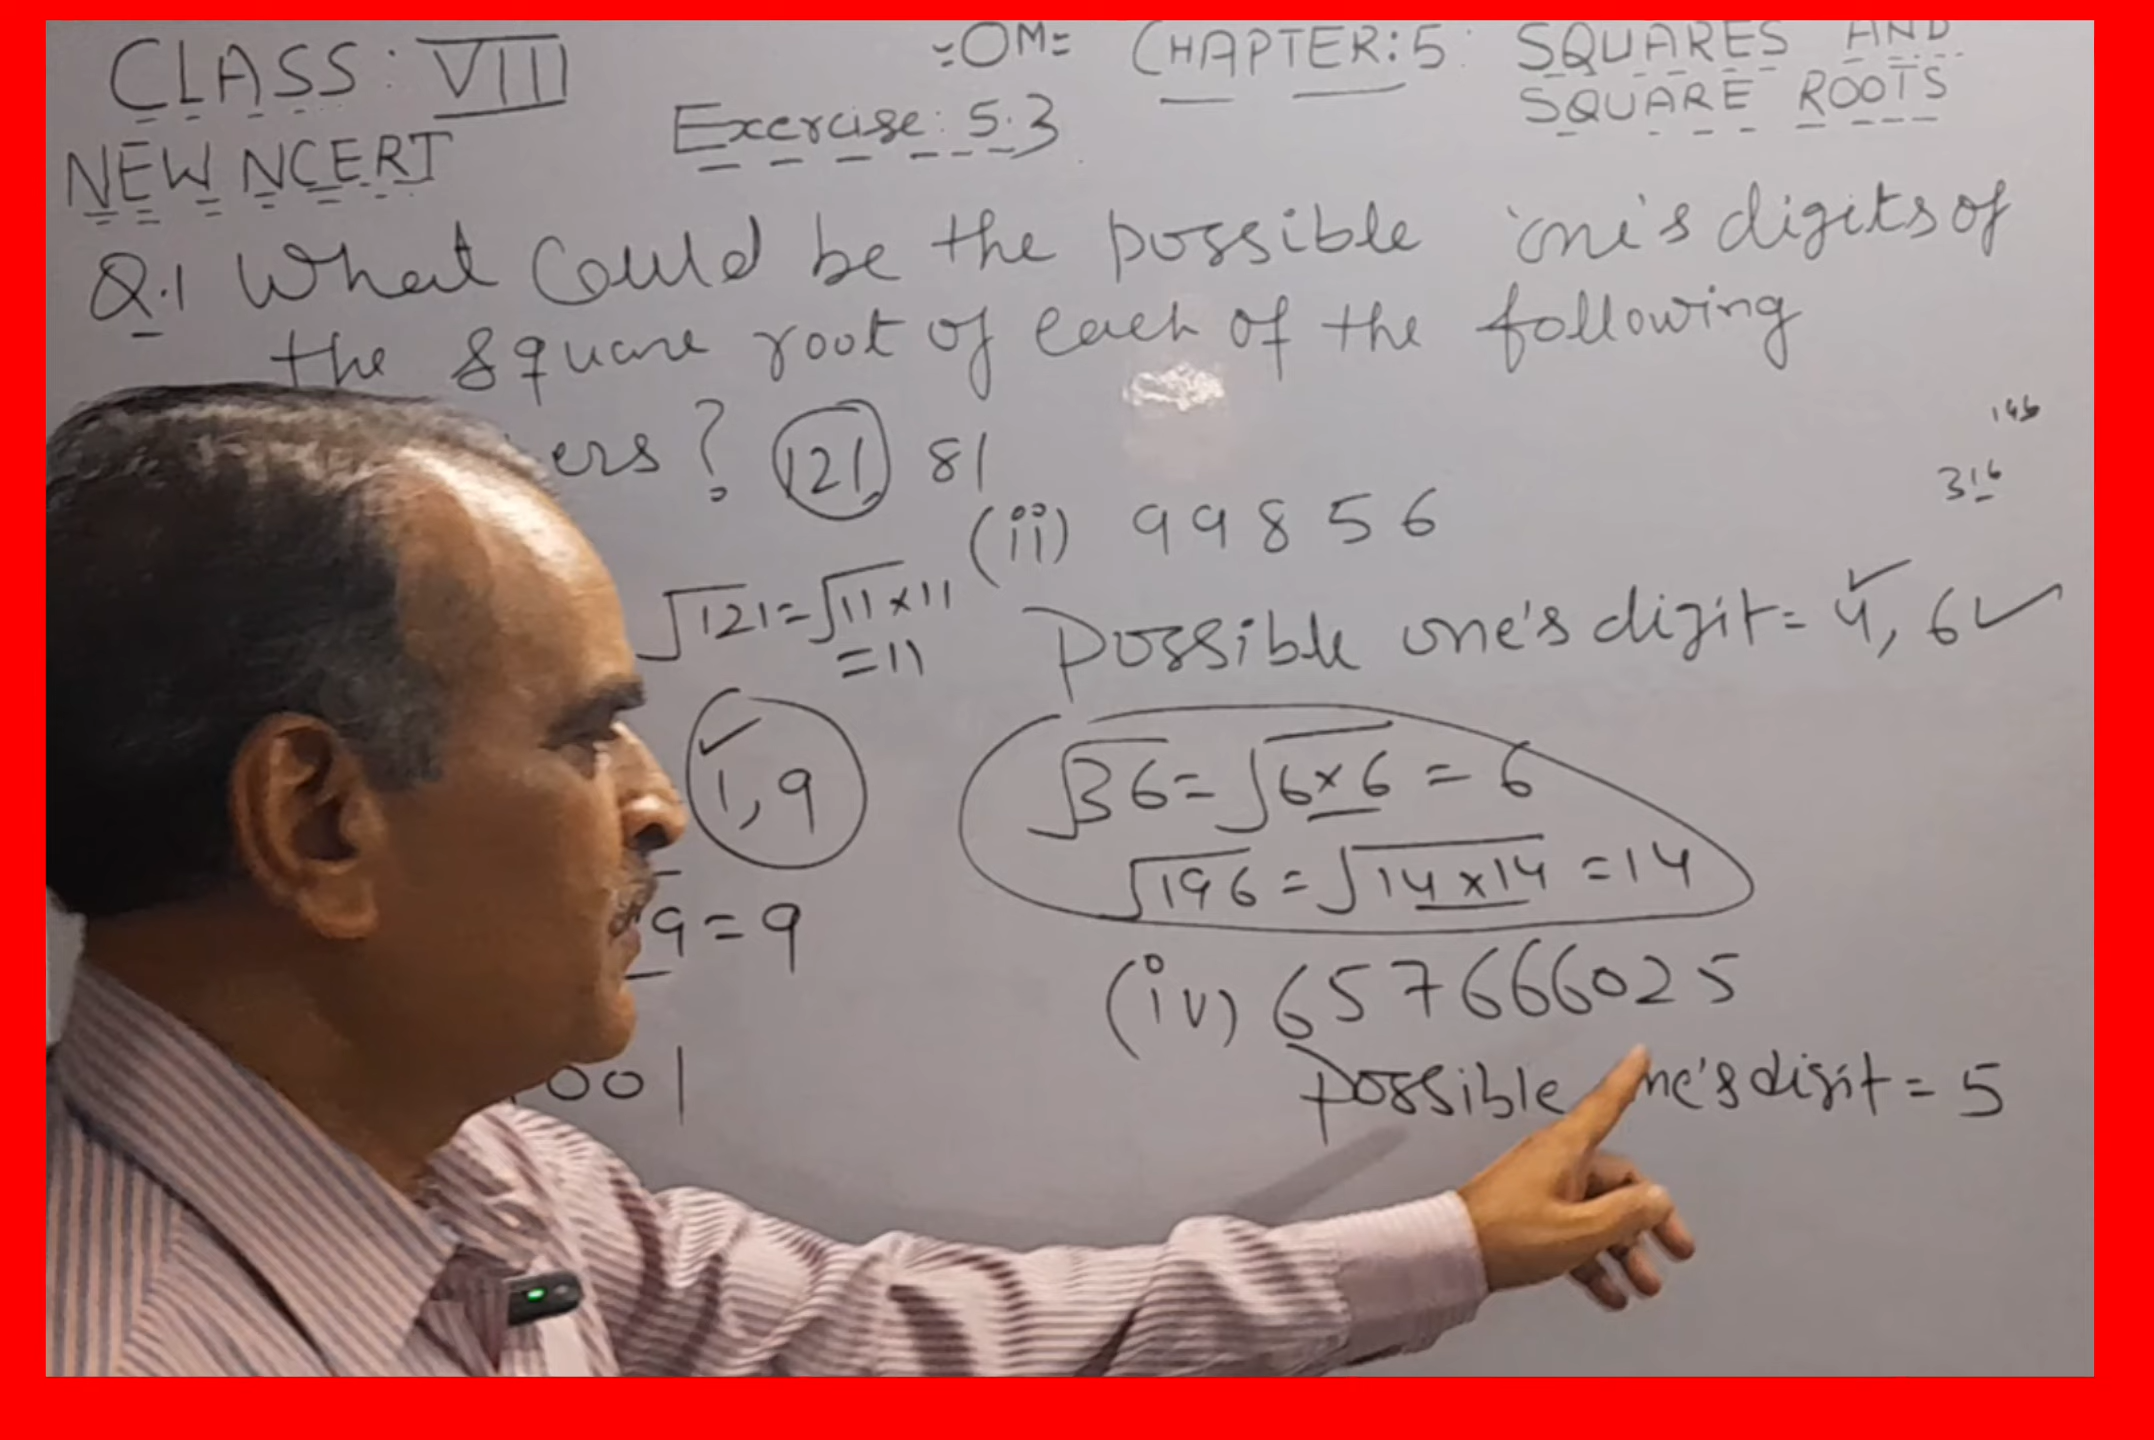 CLASS: VIII
-:OM:- CHAPTER:5: SQUARES AND
SQUARE ROOTS
NEW NCERT
Exercise: 5.3
Q.1 What could be the possible 'one's digits of
the square root of each of the following
ers? 121 81
(ii) 99856
√121=√11×11
=11
Possible one's digit= 4, 6
316
1,9
√36=√6×6 = 6
√196=√14×14 =14
9=9
(iv) 657666025
001
Possible ne's digit = 5